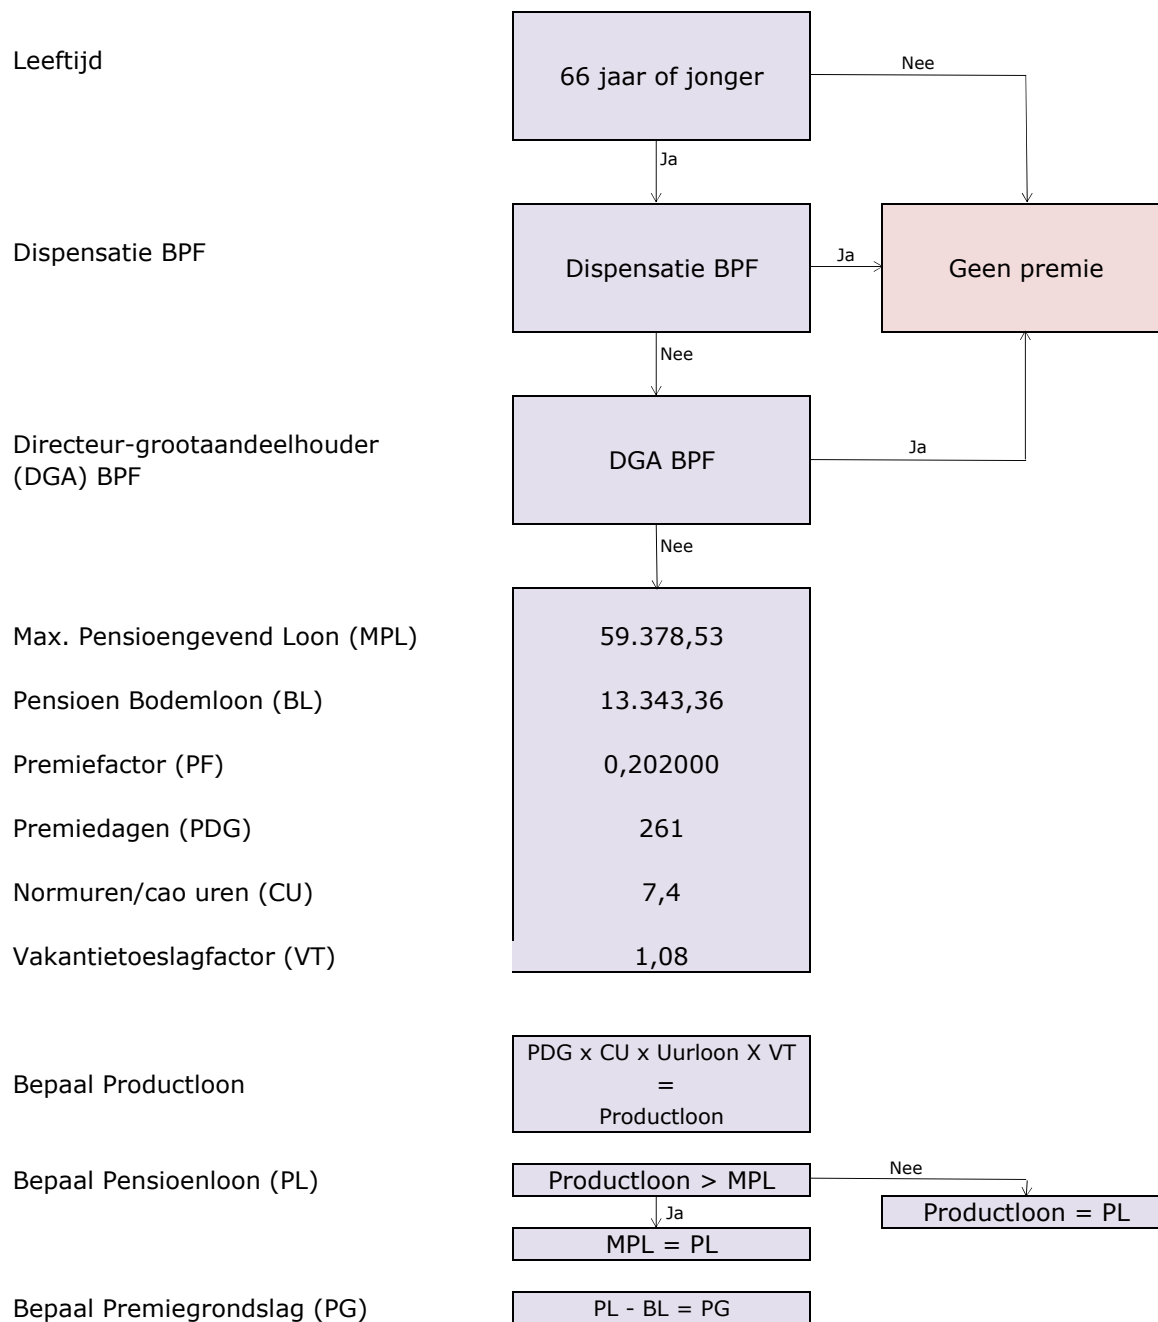 Leeftijd
66 jaar of jonger
Nee
Ja
Dispensatie BPF
Dispensatie BPF
Ja
Geen premie
Nee
Directeur-grootaandeelhouder
(DGA) BPF
DGA BPF
Ja
Nee
Max. Pensioengevend Loon (MPL)
59.378,53
Pensioen Bodemloon (BL)
13.343,36
Premiefactor (PF)
0,202000
Premiedagen (PDG)
261
Normuren/cao uren (CU)
7,4
Vakantietoeslagfactor (VT)
1,08
Bepaal Productloon
PDG x CU x Uurloon X VT
=
Productloon
Bepaal Pensioenloon (PL)
Productloon > MPL
Nee
Productloon = PL
Ja
MPL = PL
Bepaal Premiegrondslag (PG)
PL - BL = PG